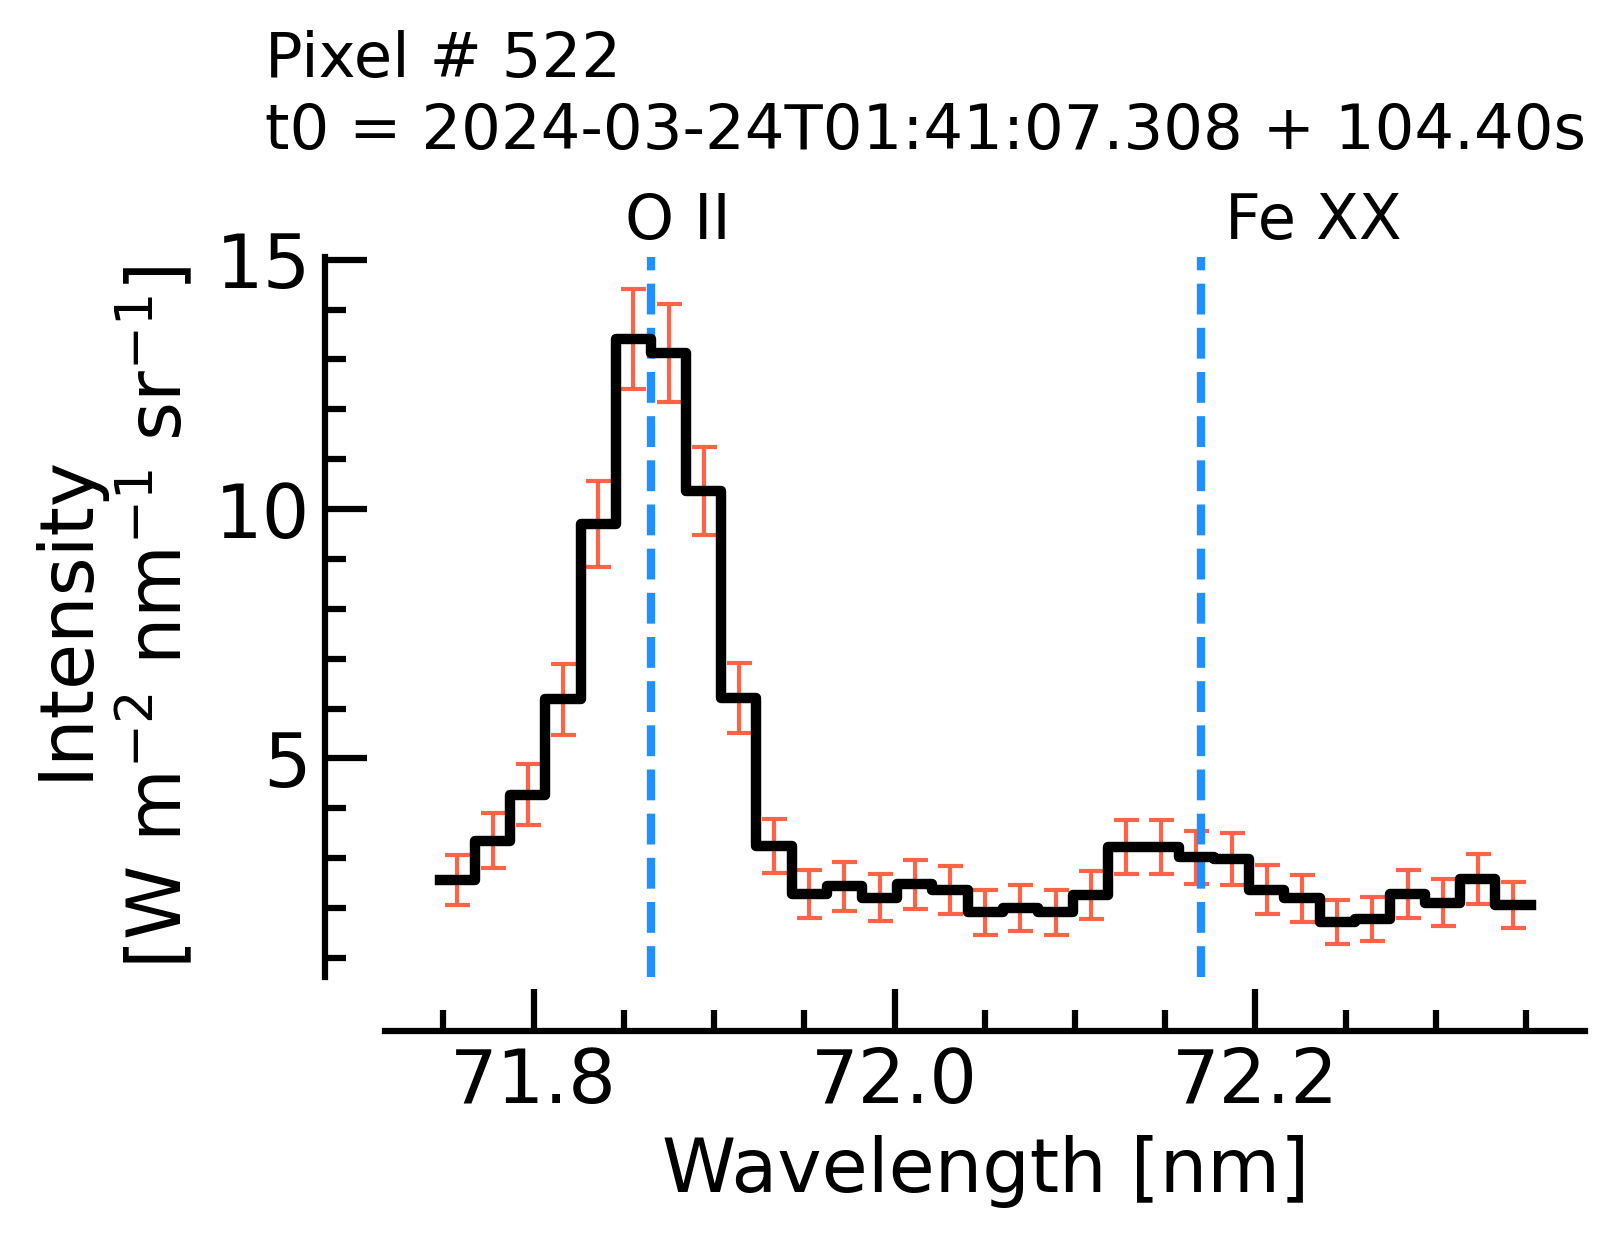 Pixel # 522
t0 = 2024-03-24T01:41:07.308 + 104.40s
O II
Fe XX
15
10
5
Intensity
[W m⁻² nm⁻¹ sr⁻¹]
71.8
72.0
72.2
Wavelength [nm]